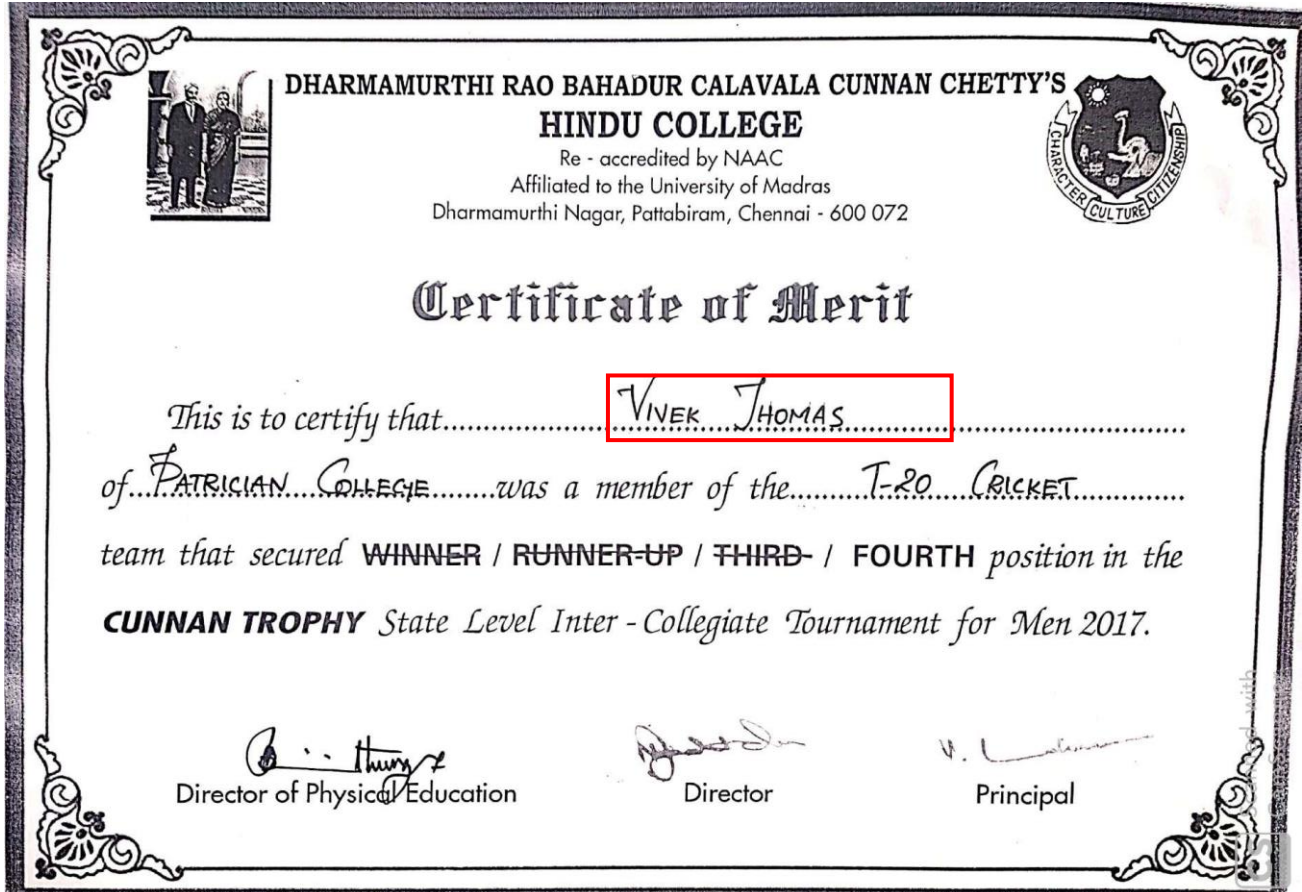 DHARMAMURTHI RAO BAHADUR CALAVALA CUNNAN CHETTY'S
HINDU COLLEGE
Re - accredited by NAAC
Affiliated to the University of Madras
Dharmamurthi Nagar, Pattabiram, Chennai - 600 072
CHARACTER CULTURE CITIZENSHIP
Certificate of Merit
This is to certify that VIVEK THOMAS
of PATRICIAN COLLEGE was a member of the T-20 CRICKET
team that secured WINNER / RUNNER-UP / THIRD / FOURTH position in the
CUNNAN TROPHY State Level Inter - Collegiate Tournament for Men 2017.
Director of Physical Education Director Principal
CS